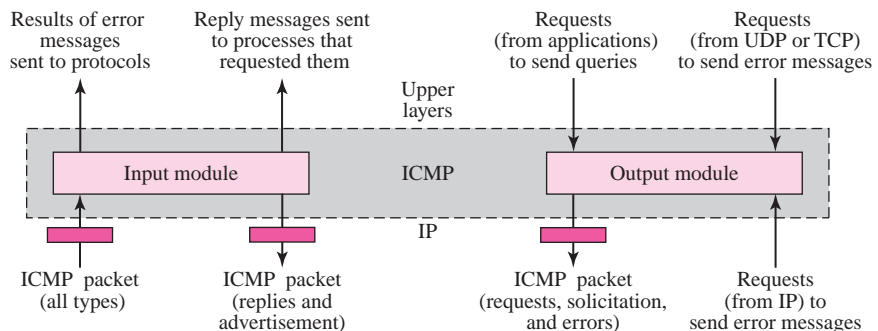 Results of error
messages
sent to protocols
Reply messages sent
to processes that
requested them
Requests
(from applications)
to send queries
Requests
(from UDP or TCP)
to send error messages
Upper
layers
Input module
ICMP
Output module
IP
ICMP packet
(all types)
ICMP packet
(replies and
advertisement)
ICMP packet
(requests, solicitation,
and errors)
Requests
(from IP) to
send error messages